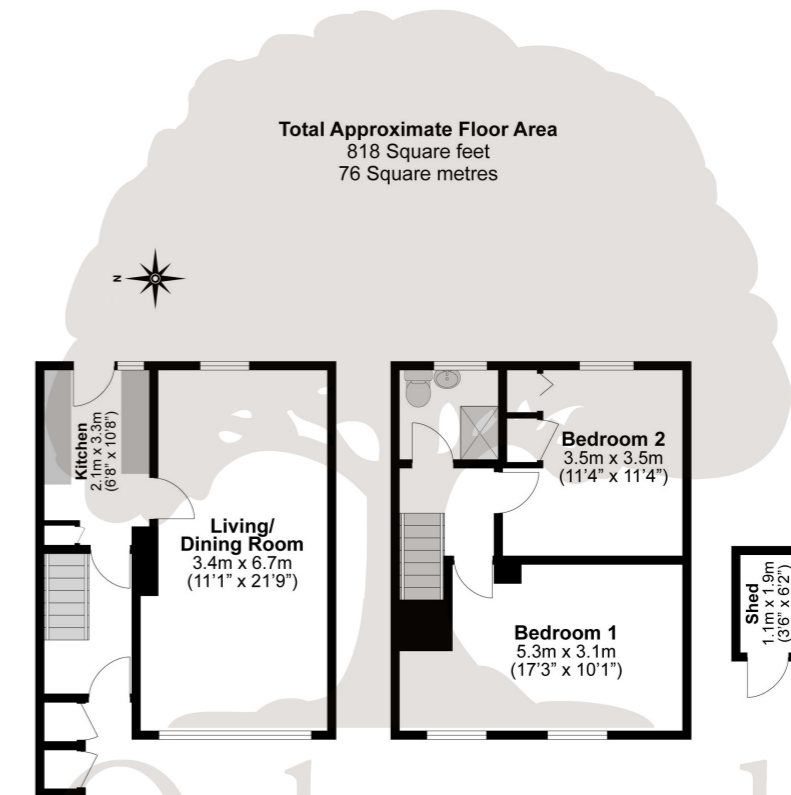 Total Approximate Floor Area
818 Square feet
76 Square metres
N
Kitchen
2.1m x 3.3m
(6'8" x 10'8")
Living/
Dining Room
3.4m x 6.7m
(11'1" x 21'9")
Bedroom 2
3.5m x 3.5m
(11'4" x 11'4")
Bedroom 1
5.3m x 3.1m
(17'3" x 10'1")
Shed
1.1m x 1.9m
(3'6" x 6'2")